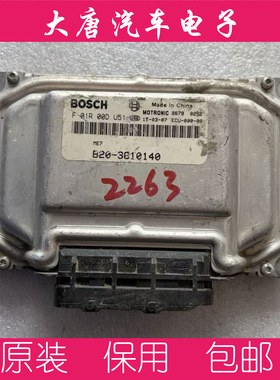 大唐汽车电子
BOSCH
Made in China
F 01R 00D U51
MOTRONIC
ME7
B20-3610140
2263
原装 保用 包邮